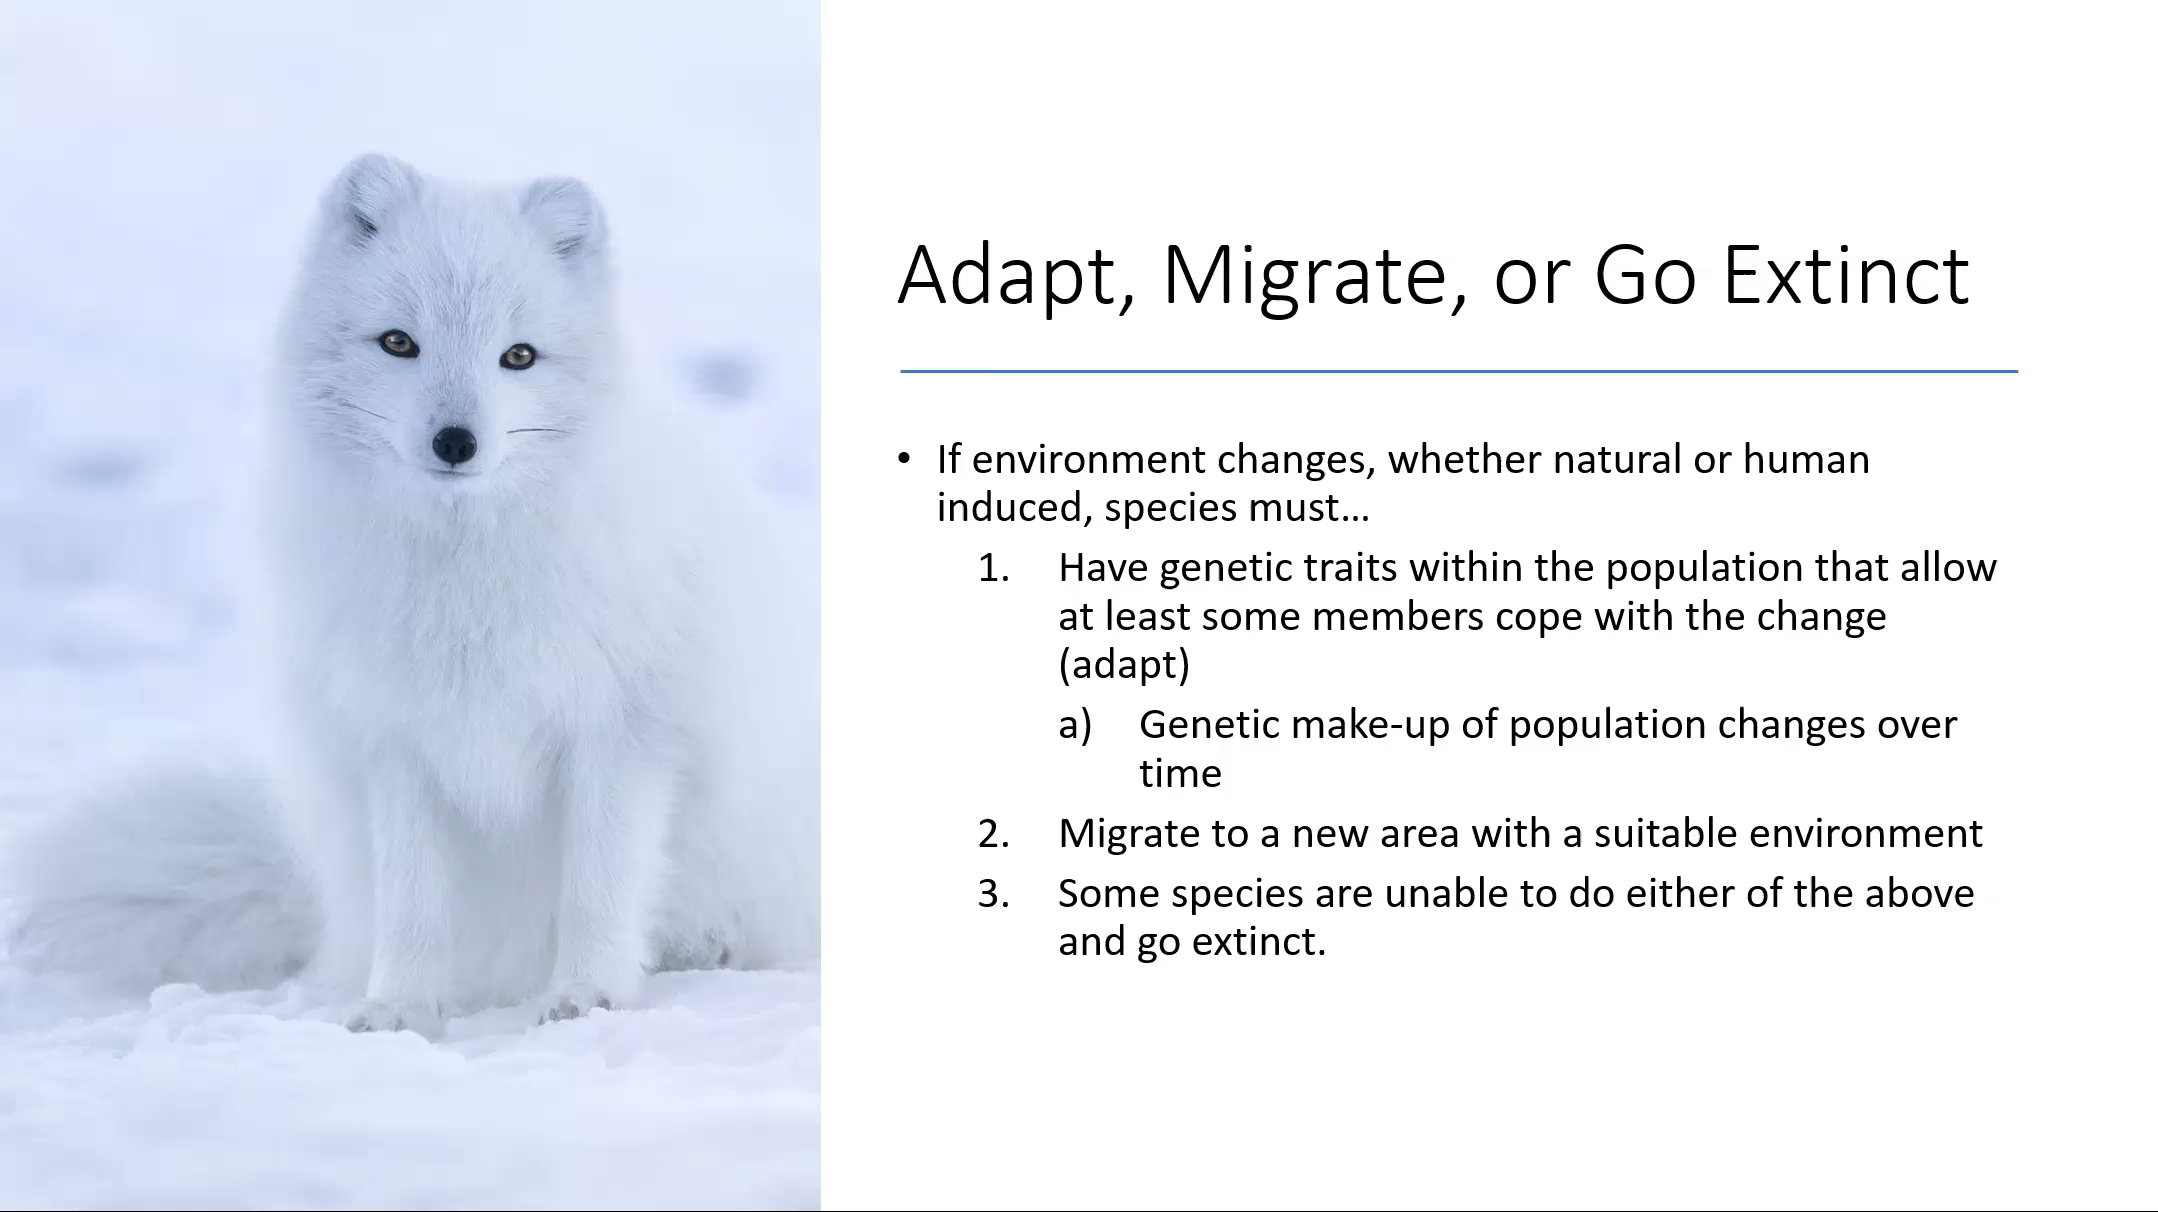 Adapt, Migrate, or Go Extinct
• If environment changes, whether natural or human
induced, species must...
1. Have genetic traits within the population that allow
at least some members cope with the change
(adapt)
a) Genetic make-up of population changes over
time
2. Migrate to a new area with a suitable environment
3. Some species are unable to do either of the above
and go extinct.